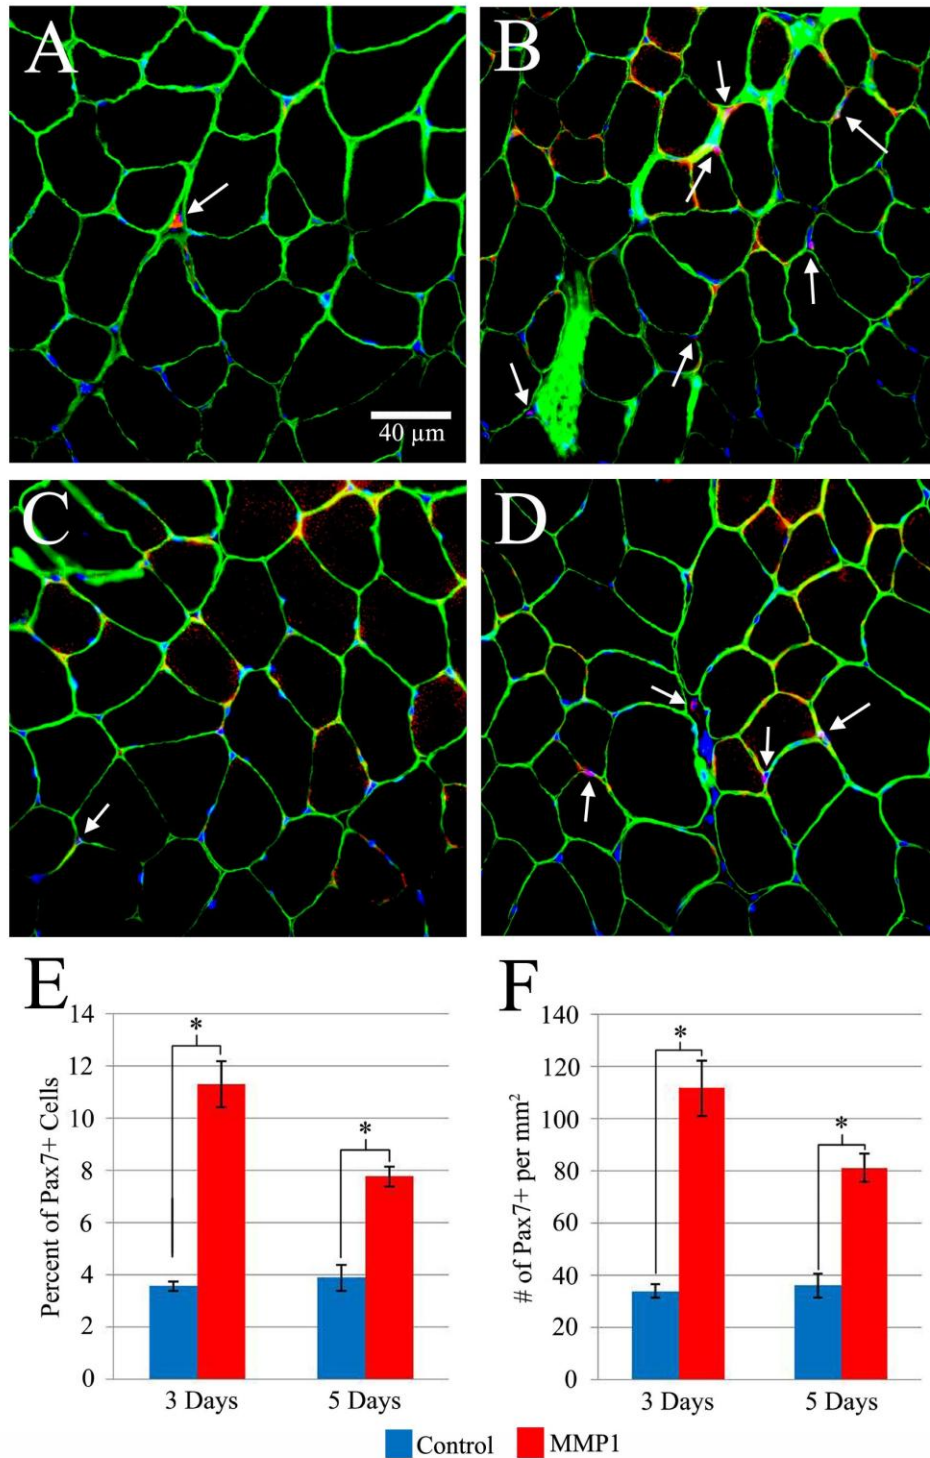 A
B
40 µm
C
D
E
F
Percent of Pax7+ Cells
14
12
10
8
6
4
2
0
*
*
3 Days
5 Days
# of Pax7+ per mm²
140
120
100
80
60
40
20
0
*
*
3 Days
5 Days
Control
MMP1